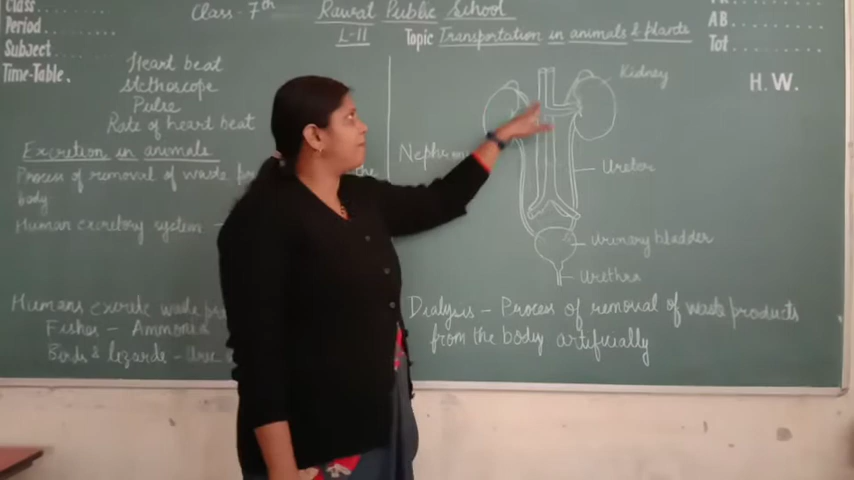 Class..........
Period..........
Subject..........
Time-Table..........
Class - 7th
Rawal Public School
L-11
Topic Transportation in animals & plants
AB..........
Tot..........
H.W.
Heart beat
Stethoscope
Pulse
Rate of heart beat
Excretion in animals
Process of removal of waste
body
Human excretory system -
Humans excrete waste
Fishes - Ammonia
Birds & lizards - Uric
Kidney
Ureter
Urinary bladder
Urethra
Dialysis - Process of removal of waste products
from the body artificially